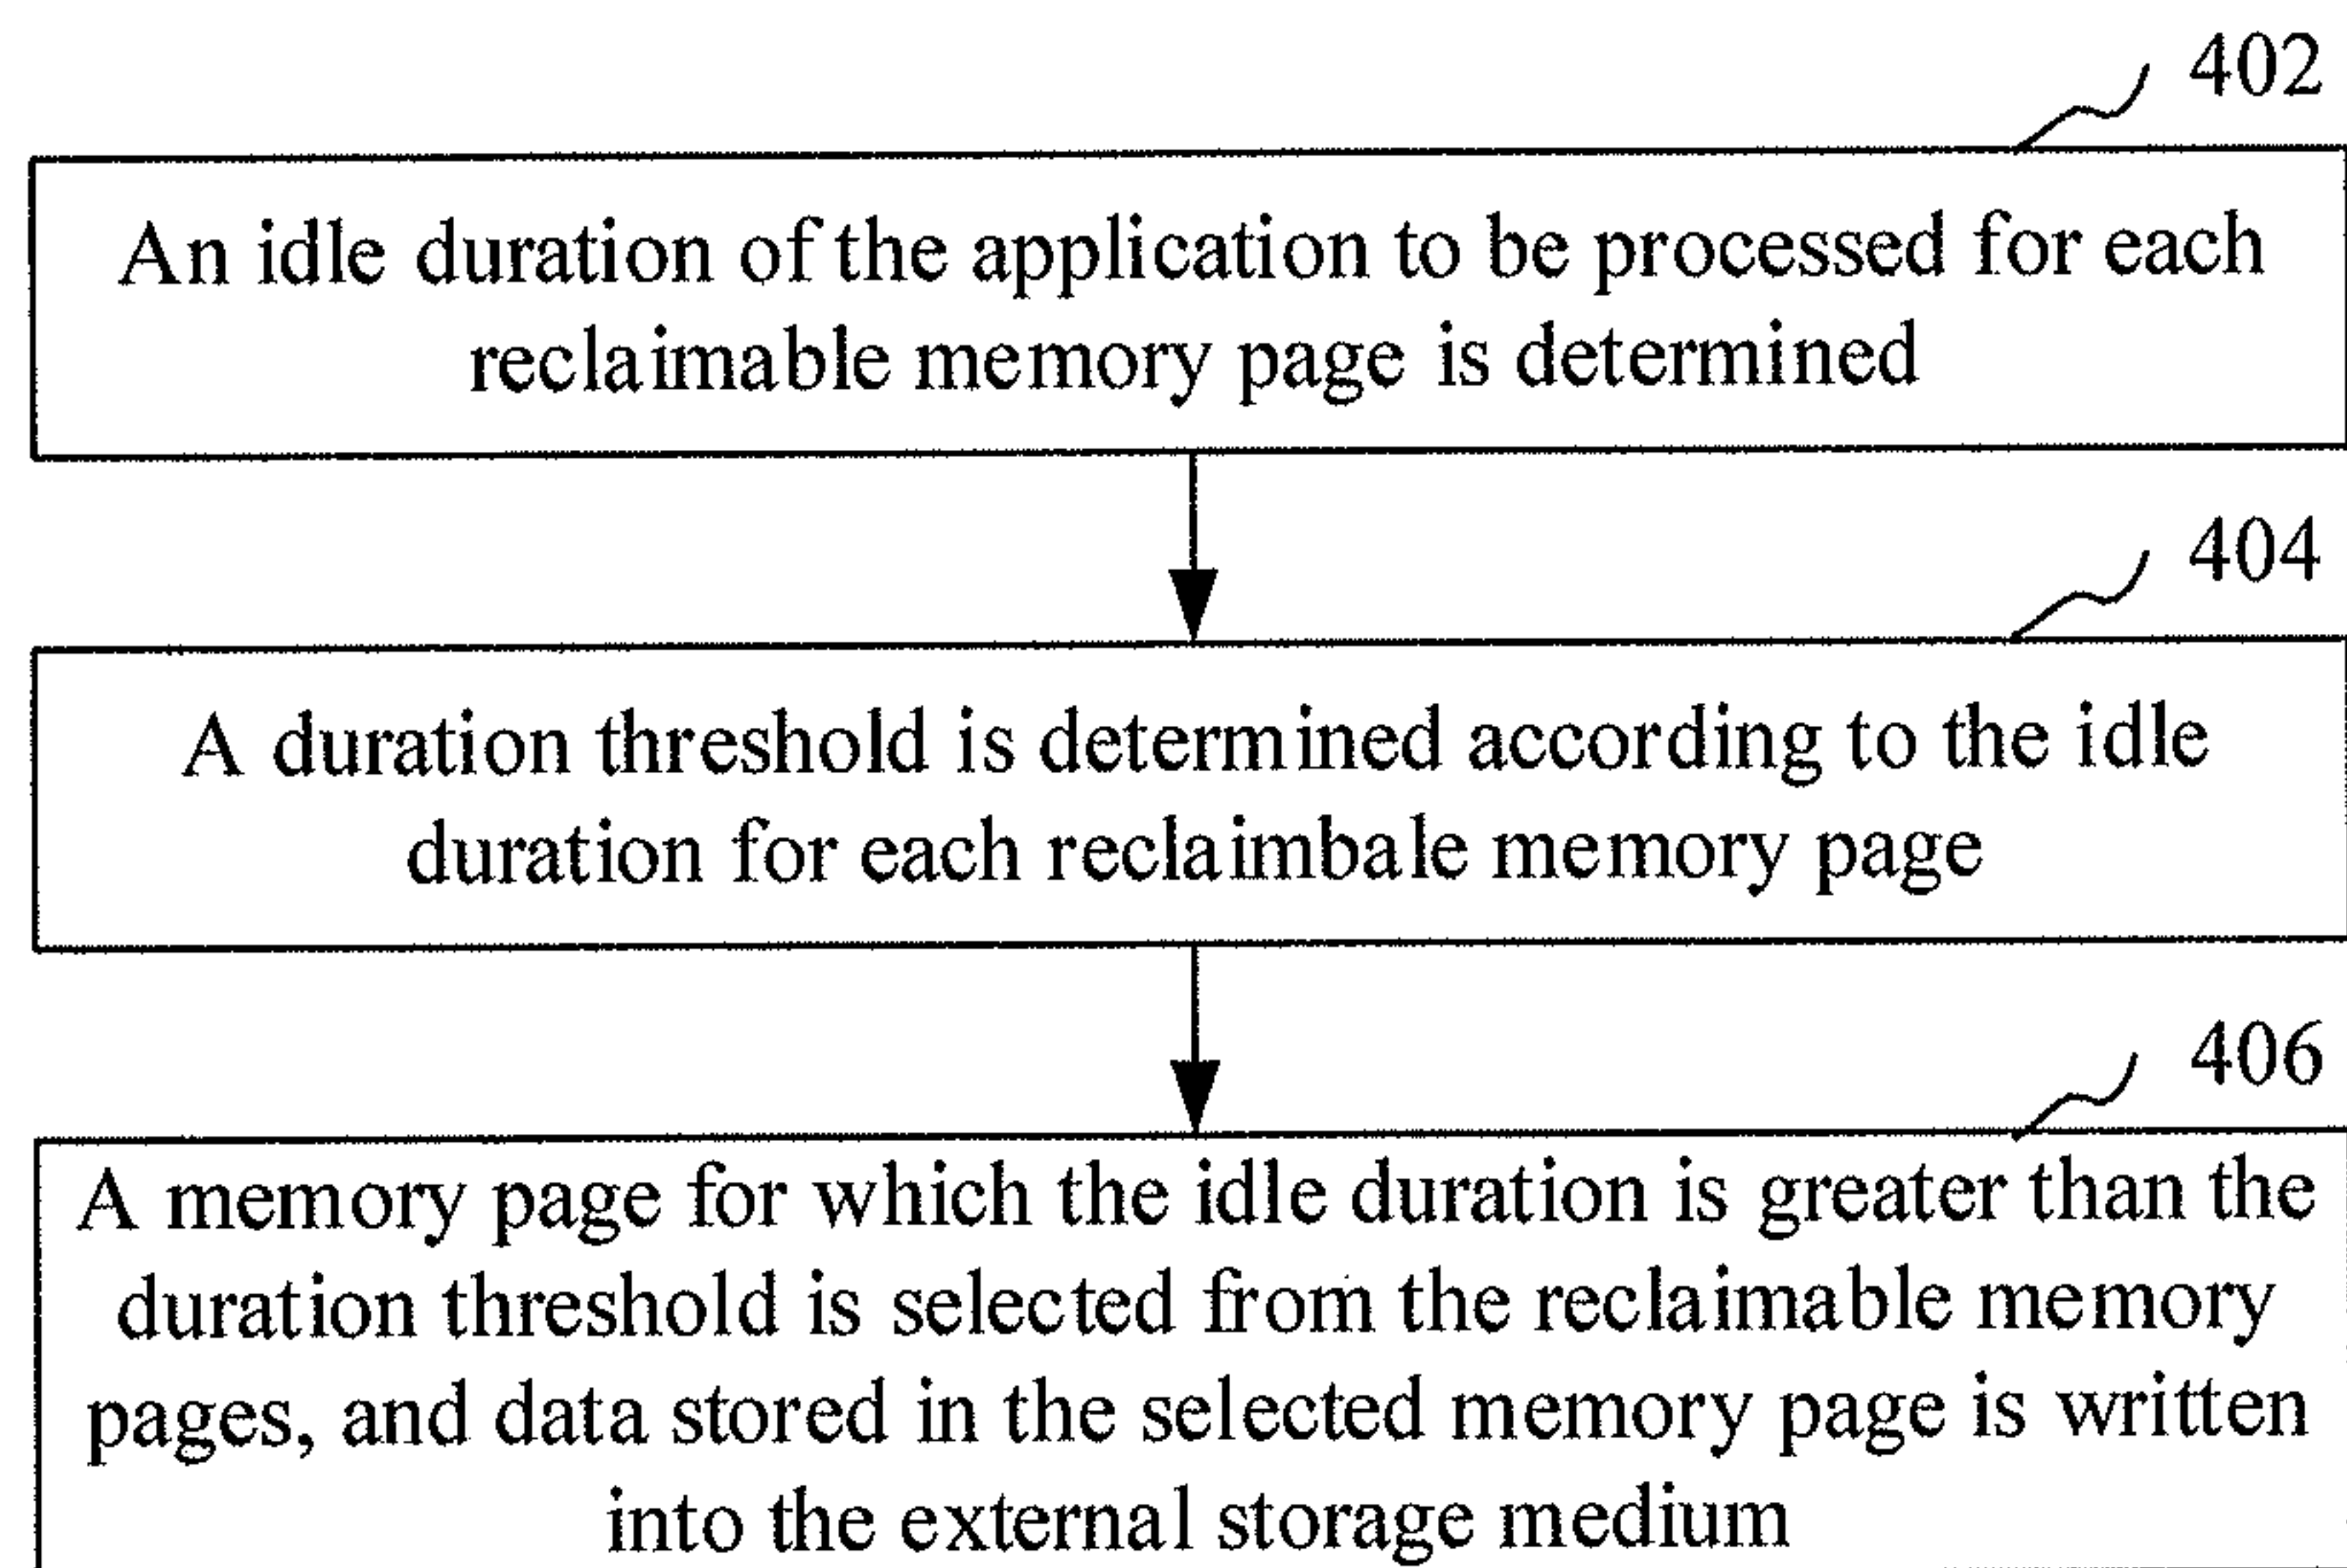 402
An idle duration of the application to be processed for each
reclaimable memory page is determined
404
A duration threshold is determined according to the idle
duration for each reclaimbale memory page
406
A memory page for which the idle duration is greater than the
duration threshold is selected from the reclaimable memory
pages, and data stored in the selected memory page is written
into the external storage medium